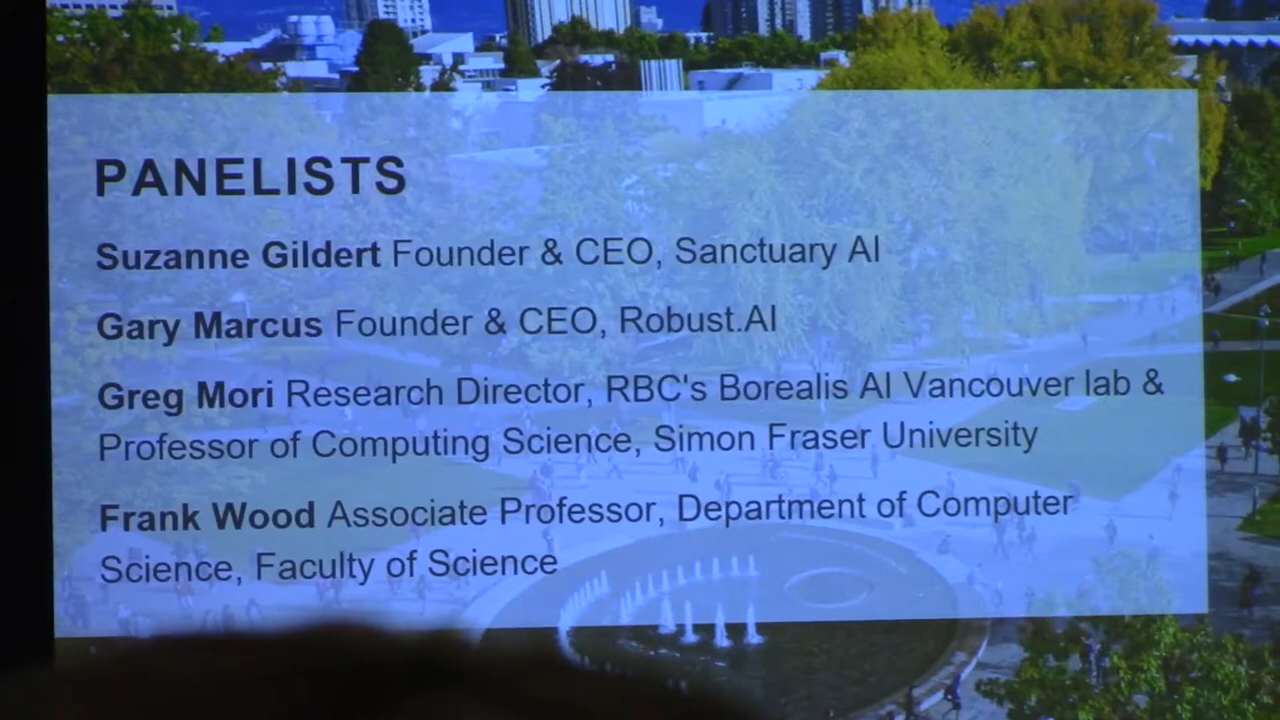 PANELISTS
Suzanne Gildert Founder & CEO, Sanctuary AI
Gary Marcus Founder & CEO, Robust.AI
Greg Mori Research Director, RBC's Borealis AI Vancouver lab &
Professor of Computing Science, Simon Fraser University
Frank Wood Associate Professor, Department of Computer
Science, Faculty of Science